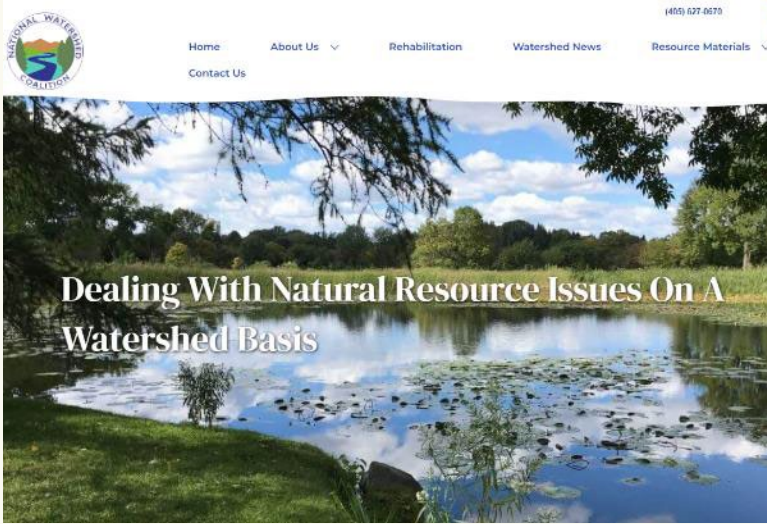 (405) 627-0670
NATIONAL WATERSHED
COALITION
Home About Us Rehabilitation Watershed News Resource Materials
Contact Us
Dealing With Natural Resource Issues On A
Watershed Basis